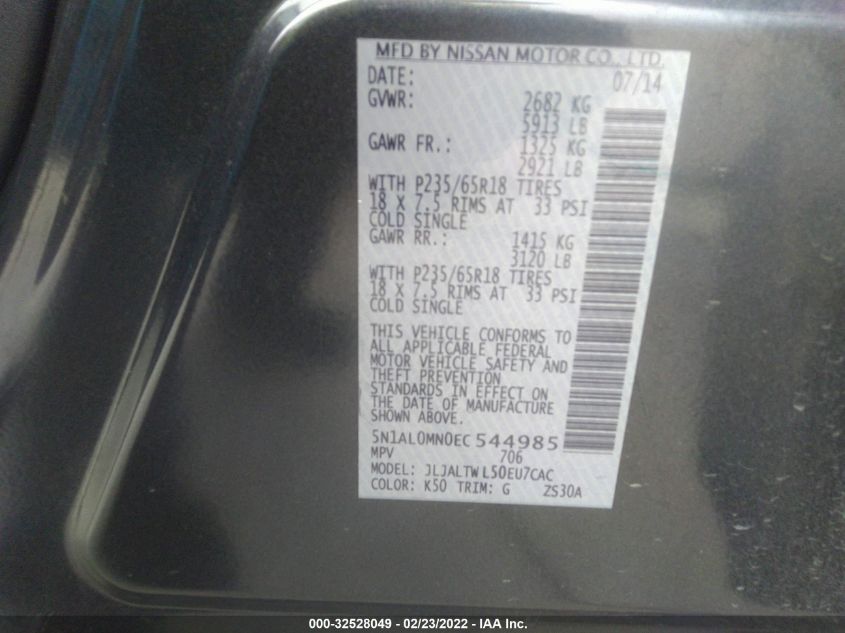 MFD BY NISSAN MOTOR CO., LTD.
DATE: 07/14
GVWR: 2682 KG
5913 LB
GAWR FR.: 1325 KG
2921 LB
WITH P235/65R18 TIRES
18 X 7.5 RIMS AT 33 PSI
COLD SINGLE
GAWR RR.: 1415 KG
3120 LB
WITH P235/65R18 TIRES
18 X 7.5 RIMS AT 33 PSI
COLD SINGLE
THIS VEHICLE CONFORMS TO
ALL APPLICABLE FEDERAL
MOTOR VEHICLE SAFETY AND
THEFT PREVENTION
STANDARDS IN EFFECT ON
THE DATE OF MANUFACTURE
SHOWN ABOVE.
5N1AL0MN0EC 544985
MPV 706
MODEL: JLJALTWL50EU7CAC
COLOR: K50 TRIM: G ZS30A
000-32528049 - 02/23/2022 - IAA Inc.